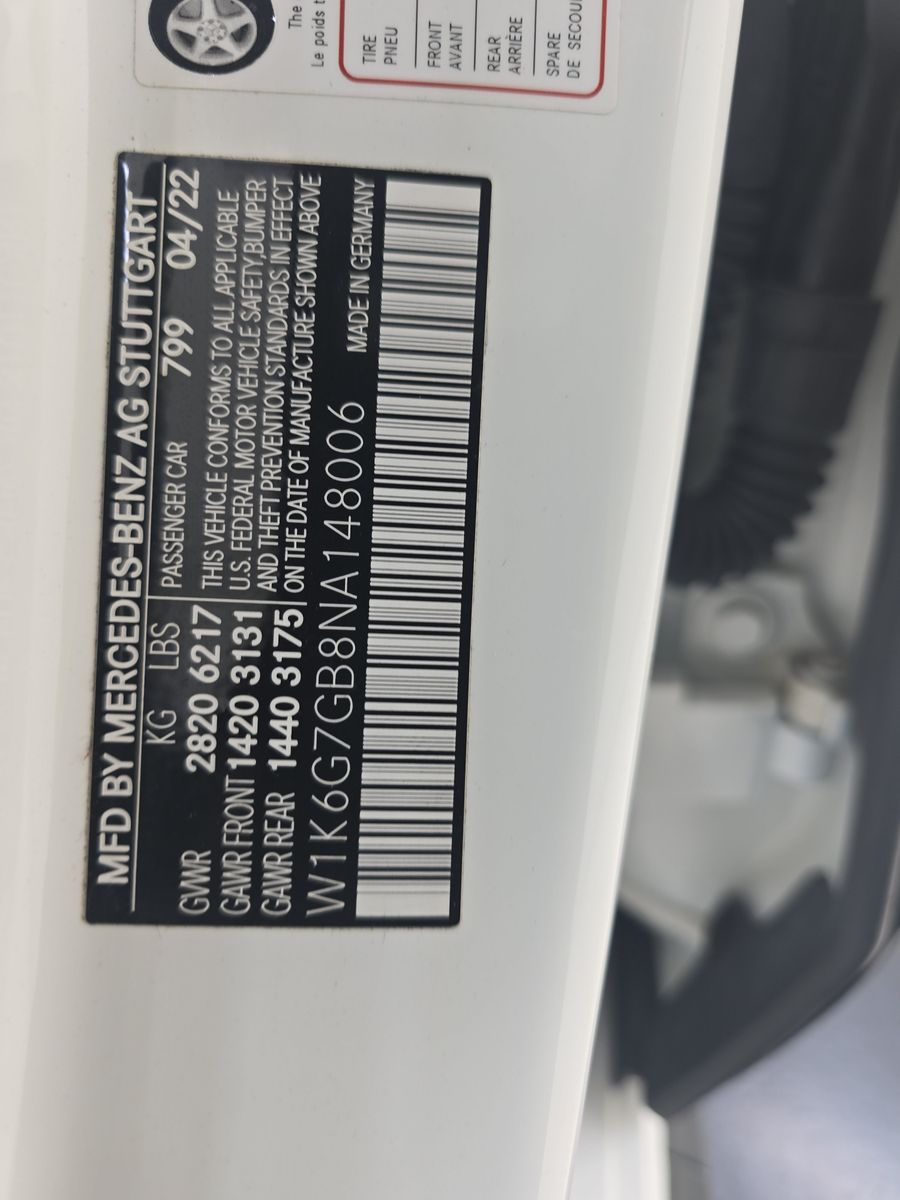 MFD BY MERCEDES-BENZ AG STUTTGART
KG LBS PASSENGER CAR 799 04/22
GVWR 2820 6217 THIS VEHICLE CONFORMS TO ALL APPLICABLE
GAWR FRONT 1420 3131 U.S. FEDERAL MOTOR VEHICLE SAFETY,BUMPER
GAWR REAR 1440 3175 AND THEFT PREVENTION STANDARDS IN EFFECT
ON THE DATE OF MANUFACTURE SHOWN ABOVE
W1K6G7GB8NA148006 MADE IN GERMANY
The
Le poids
TIRE
PNEU
FRONT
AVANT
REAR
ARRIÈRE
SPARE
DE